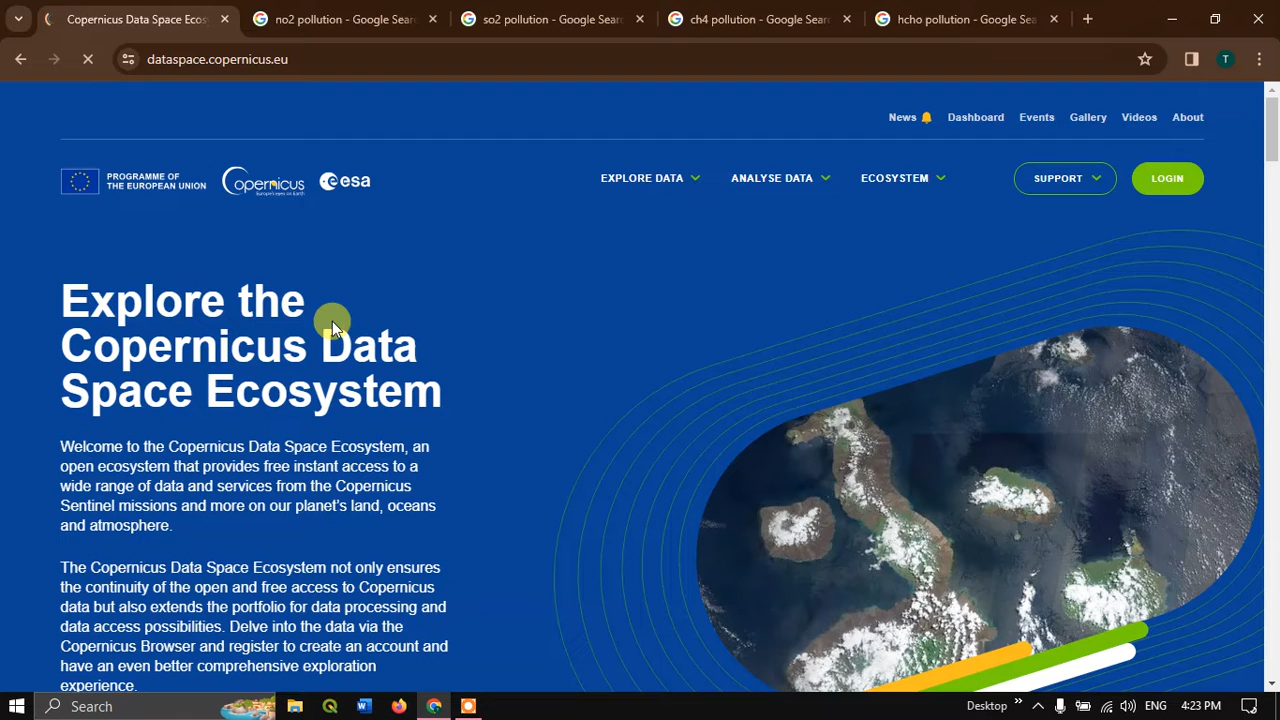 Copernicus Data Space Ecos
no2 pollution - Google Sear
so2 pollution - Google Sear
ch4 pollution - Google Sear
hcho pollution - Google Sea
dataspace.copernicus.eu
T
News
Dashboard
Events
Gallery
Videos
About
PROGRAMME OF
THE EUROPEAN UNION
opernicus
Europe's eyes on Earth
esa
EXPLORE DATA
ANALYSE DATA
ECOSYSTEM
SUPPORT
LOGIN
Explore the
Copernicus Data
Space Ecosystem
Welcome to the Copernicus Data Space Ecosystem, an
open ecosystem that provides free instant access to a
wide range of data and services from the Copernicus
Sentinel missions and more on our planet's land, oceans
and atmosphere.
The Copernicus Data Space Ecosystem not only ensures
the continuity of the open and free access to Copernicus
data but also extends the portfolio for data processing and
data access possibilities. Delve into the data via the
Copernicus Browser and register to create an account and
have an even better comprehensive exploration
experience.
Search
Desktop
ENG
4:23 PM